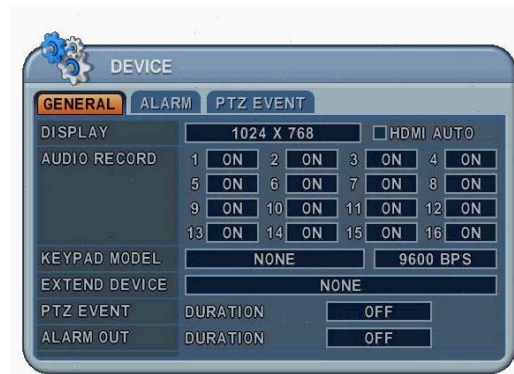 DEVICE
GENERAL ALARM PTZ EVENT
DISPLAY 1024 X 768 HDMI AUTO
AUDIO RECORD 1 ON 2 ON 3 ON 4 ON
5 ON 6 ON 7 ON 8 ON
9 ON 10 ON 11 ON 12 ON
13 ON 14 ON 15 ON 16 ON
KEYPAD MODEL NONE 9600 BPS
EXTEND DEVICE NONE
PTZ EVENT DURATION OFF
ALARM OUT DURATION OFF